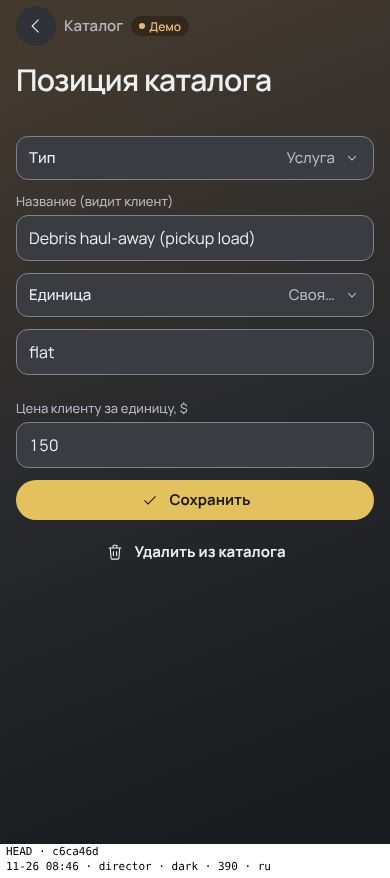 Каталог
Демо
Позиция каталога
Тип
Услуга
Название (видит клиент)
Debris haul-away (pickup load)
Единица
Своя…
flat
Цена клиенту за единицу, $
150
Сохранить
Удалить из каталога
HEAD · c6ca46d
11-26 08:46 · director · dark · 390 · ru